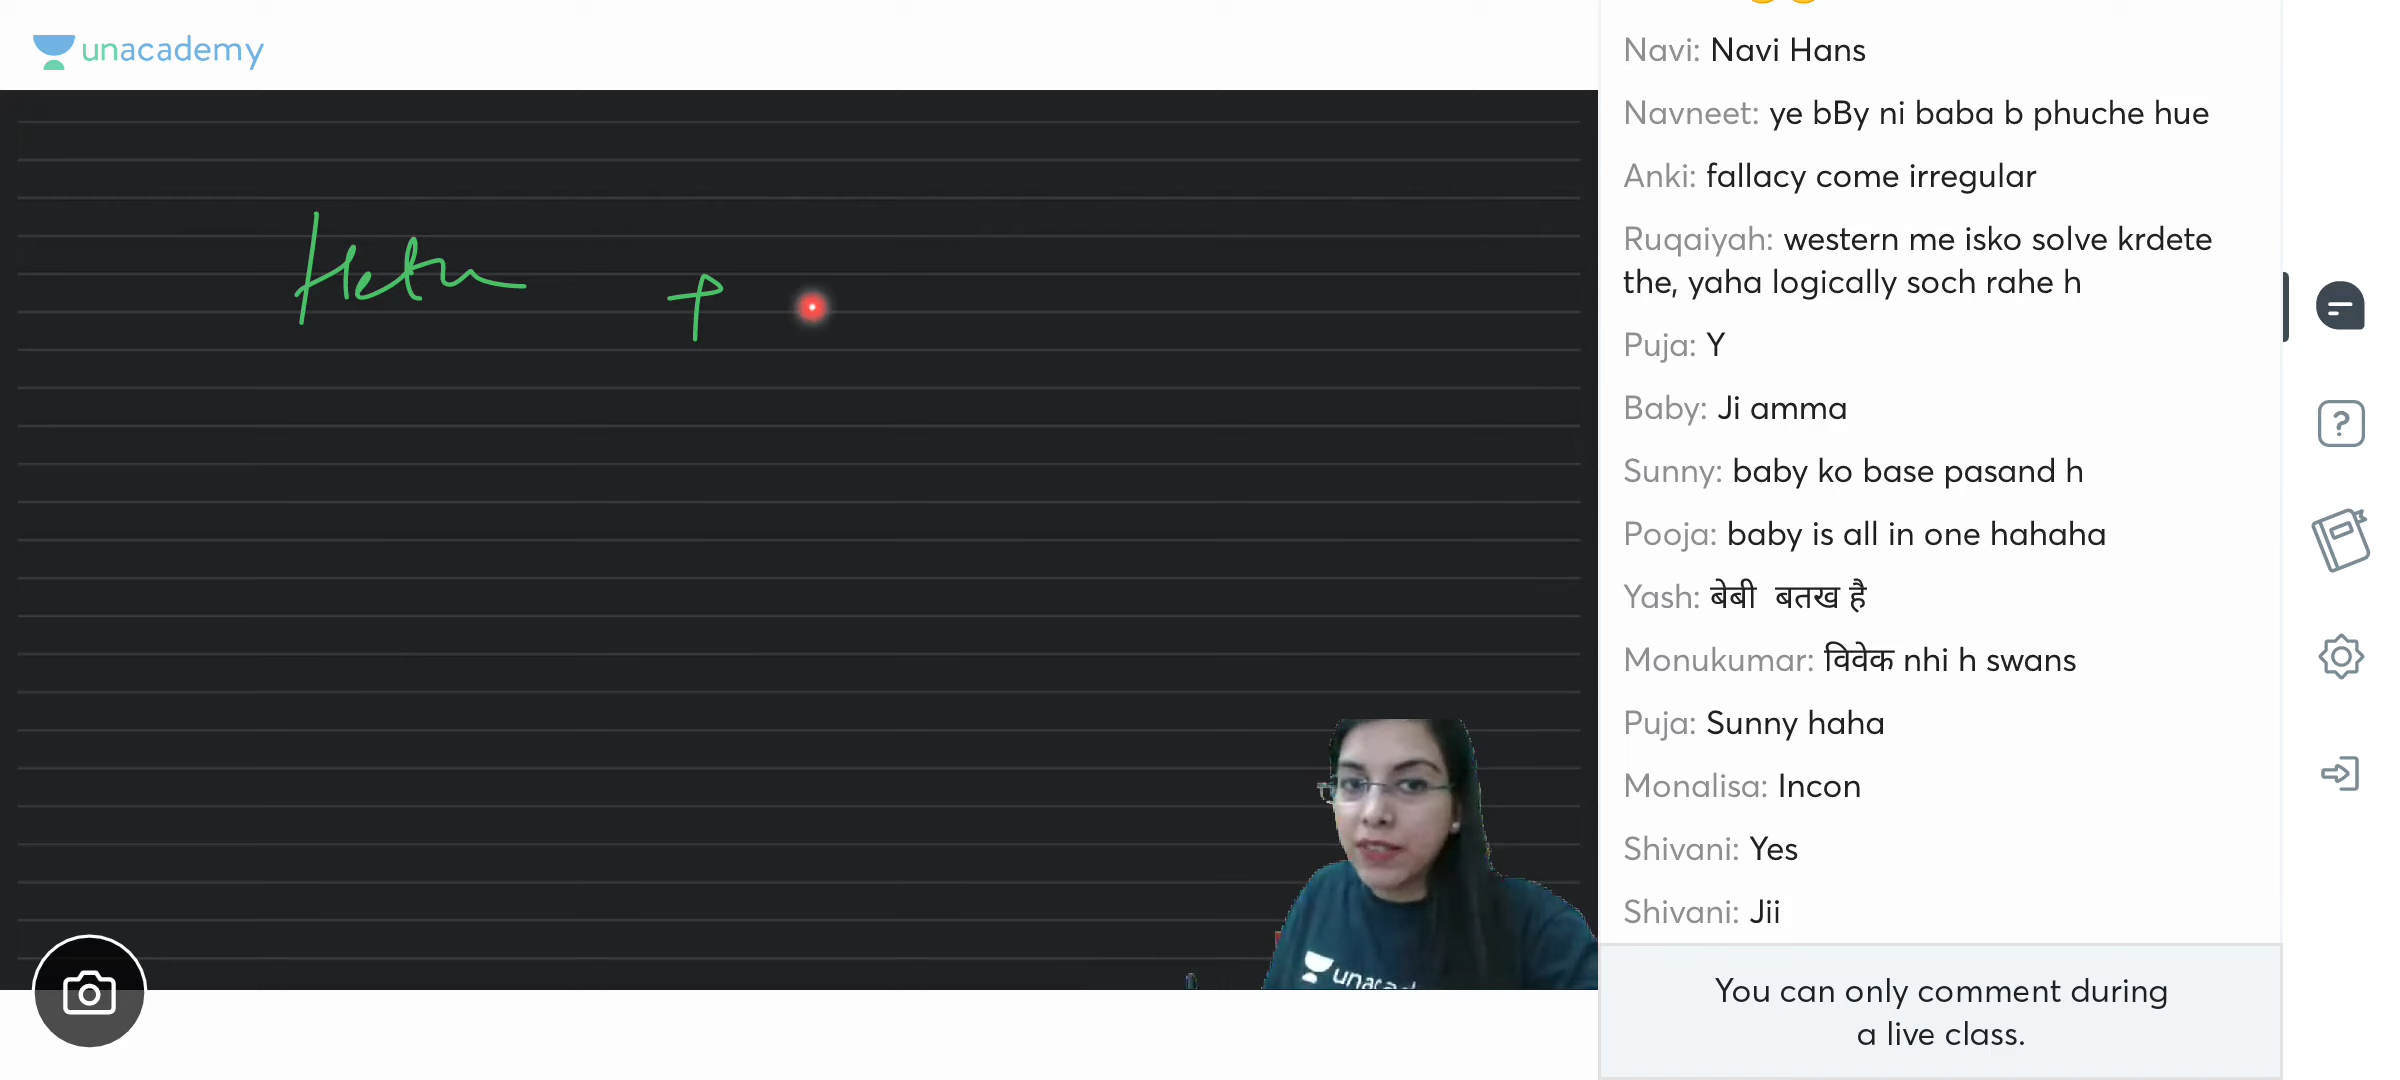 unacademy
Hetu
Navi: Navi Hans
Navneet: ye bBy ni baba b phuche hue
Anki: fallacy come irregular
Ruqaiyah: western me isko solve krdete
the, yaha logically soch rahe h
Puja: Y
Baby: Ji amma
Sunny: baby ko base pasand h
Pooja: baby is all in one hahaha
Yash: बेबी  बतख है
Monukumar: विवेक nhi h swans
Puja: Sunny haha
Monalisa: Incon
Shivani: Yes
Shivani: Jii
You can only comment during
a live class.